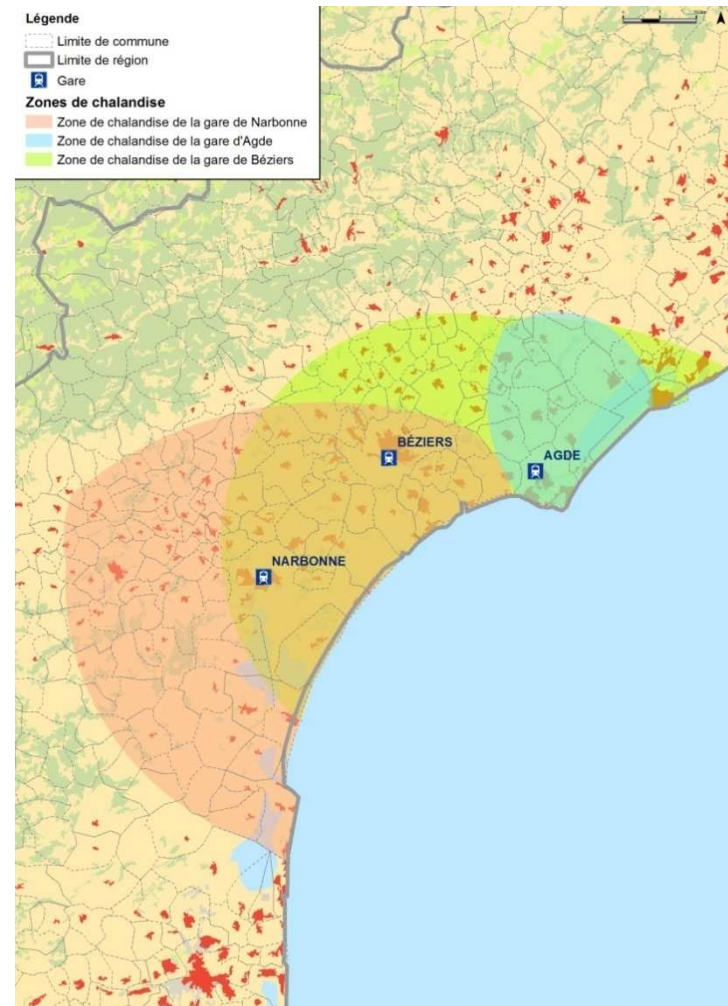 Légende
Limite de commune
Limite de région
Gare
Zones de chalandise
Zone de chalandise de la gare de Narbonne
Zone de chalandise de la gare d'Agde
Zone de chalandise de la gare de Béziers
BÉZIERS
AGDE
NARBONNE